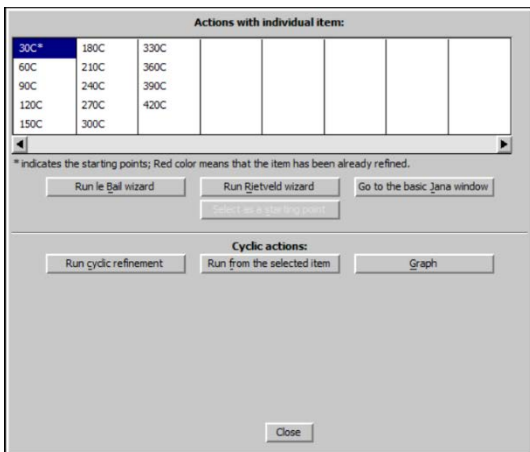 Actions with individual item:
30C* 180C 330C
60C 210C 360C
90C 240C 390C
120C 270C 420C
150C 300C
* indicates the starting points; Red color means that the item has been already refined.
Run le Bail wizard Run Rietveld wizard Go to the basic Jana window
Select as a starting point
Cyclic actions:
Run cyclic refinement Run from the selected item Graph
Close